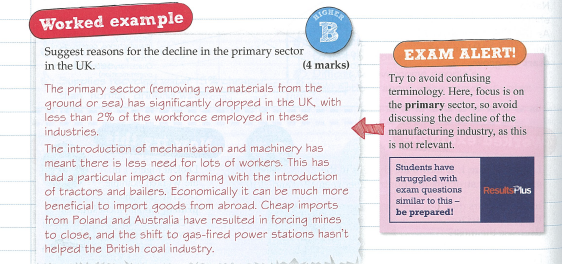 Worked example
HIGHER
B
Suggest reasons for the decline in the primary sector
in the UK. (4 marks)
The primary sector (removing raw materials from the
ground or sea) has significantly dropped in the UK, with
less than 2% of the workforce employed in these
industries.
The introduction of mechanisation and machinery has
meant there is less need for lots of workers. This has
had a particular impact on farming with the introduction
of tractors and bailers. Economically it can be much more
beneficial to import goods from abroad. Cheap imports
from Poland and Australia have resulted in forcing mines
to close, and the shift to gas-fired power stations hasn't
helped the British coal industry.
EXAM ALERT!
Try to avoid confusing
terminology. Here, focus is on
the primary sector, so avoid
discussing the decline of the
manufacturing industry, as this
is not relevant.
Students have
struggled with
exam questions
similar to this –
be prepared!
ResultsPlus